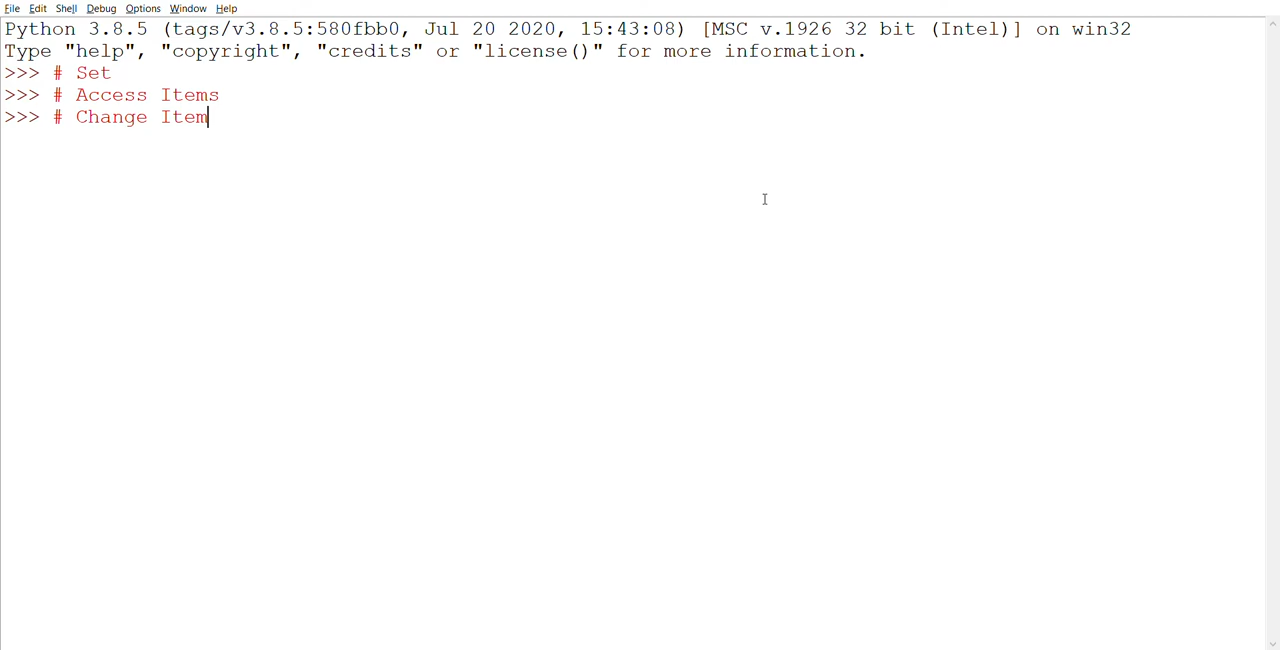 File Edit Shell Debug Options Window Help
Python 3.8.5 (tags/v3.8.5:580fbb0, Jul 20 2020, 15:43:08) [MSC v.1926 32 bit (Intel)] on win32
Type "help", "copyright", "credits" or "license()" for more information.
>>> # Set
>>> # Access Items
>>> # Change Item